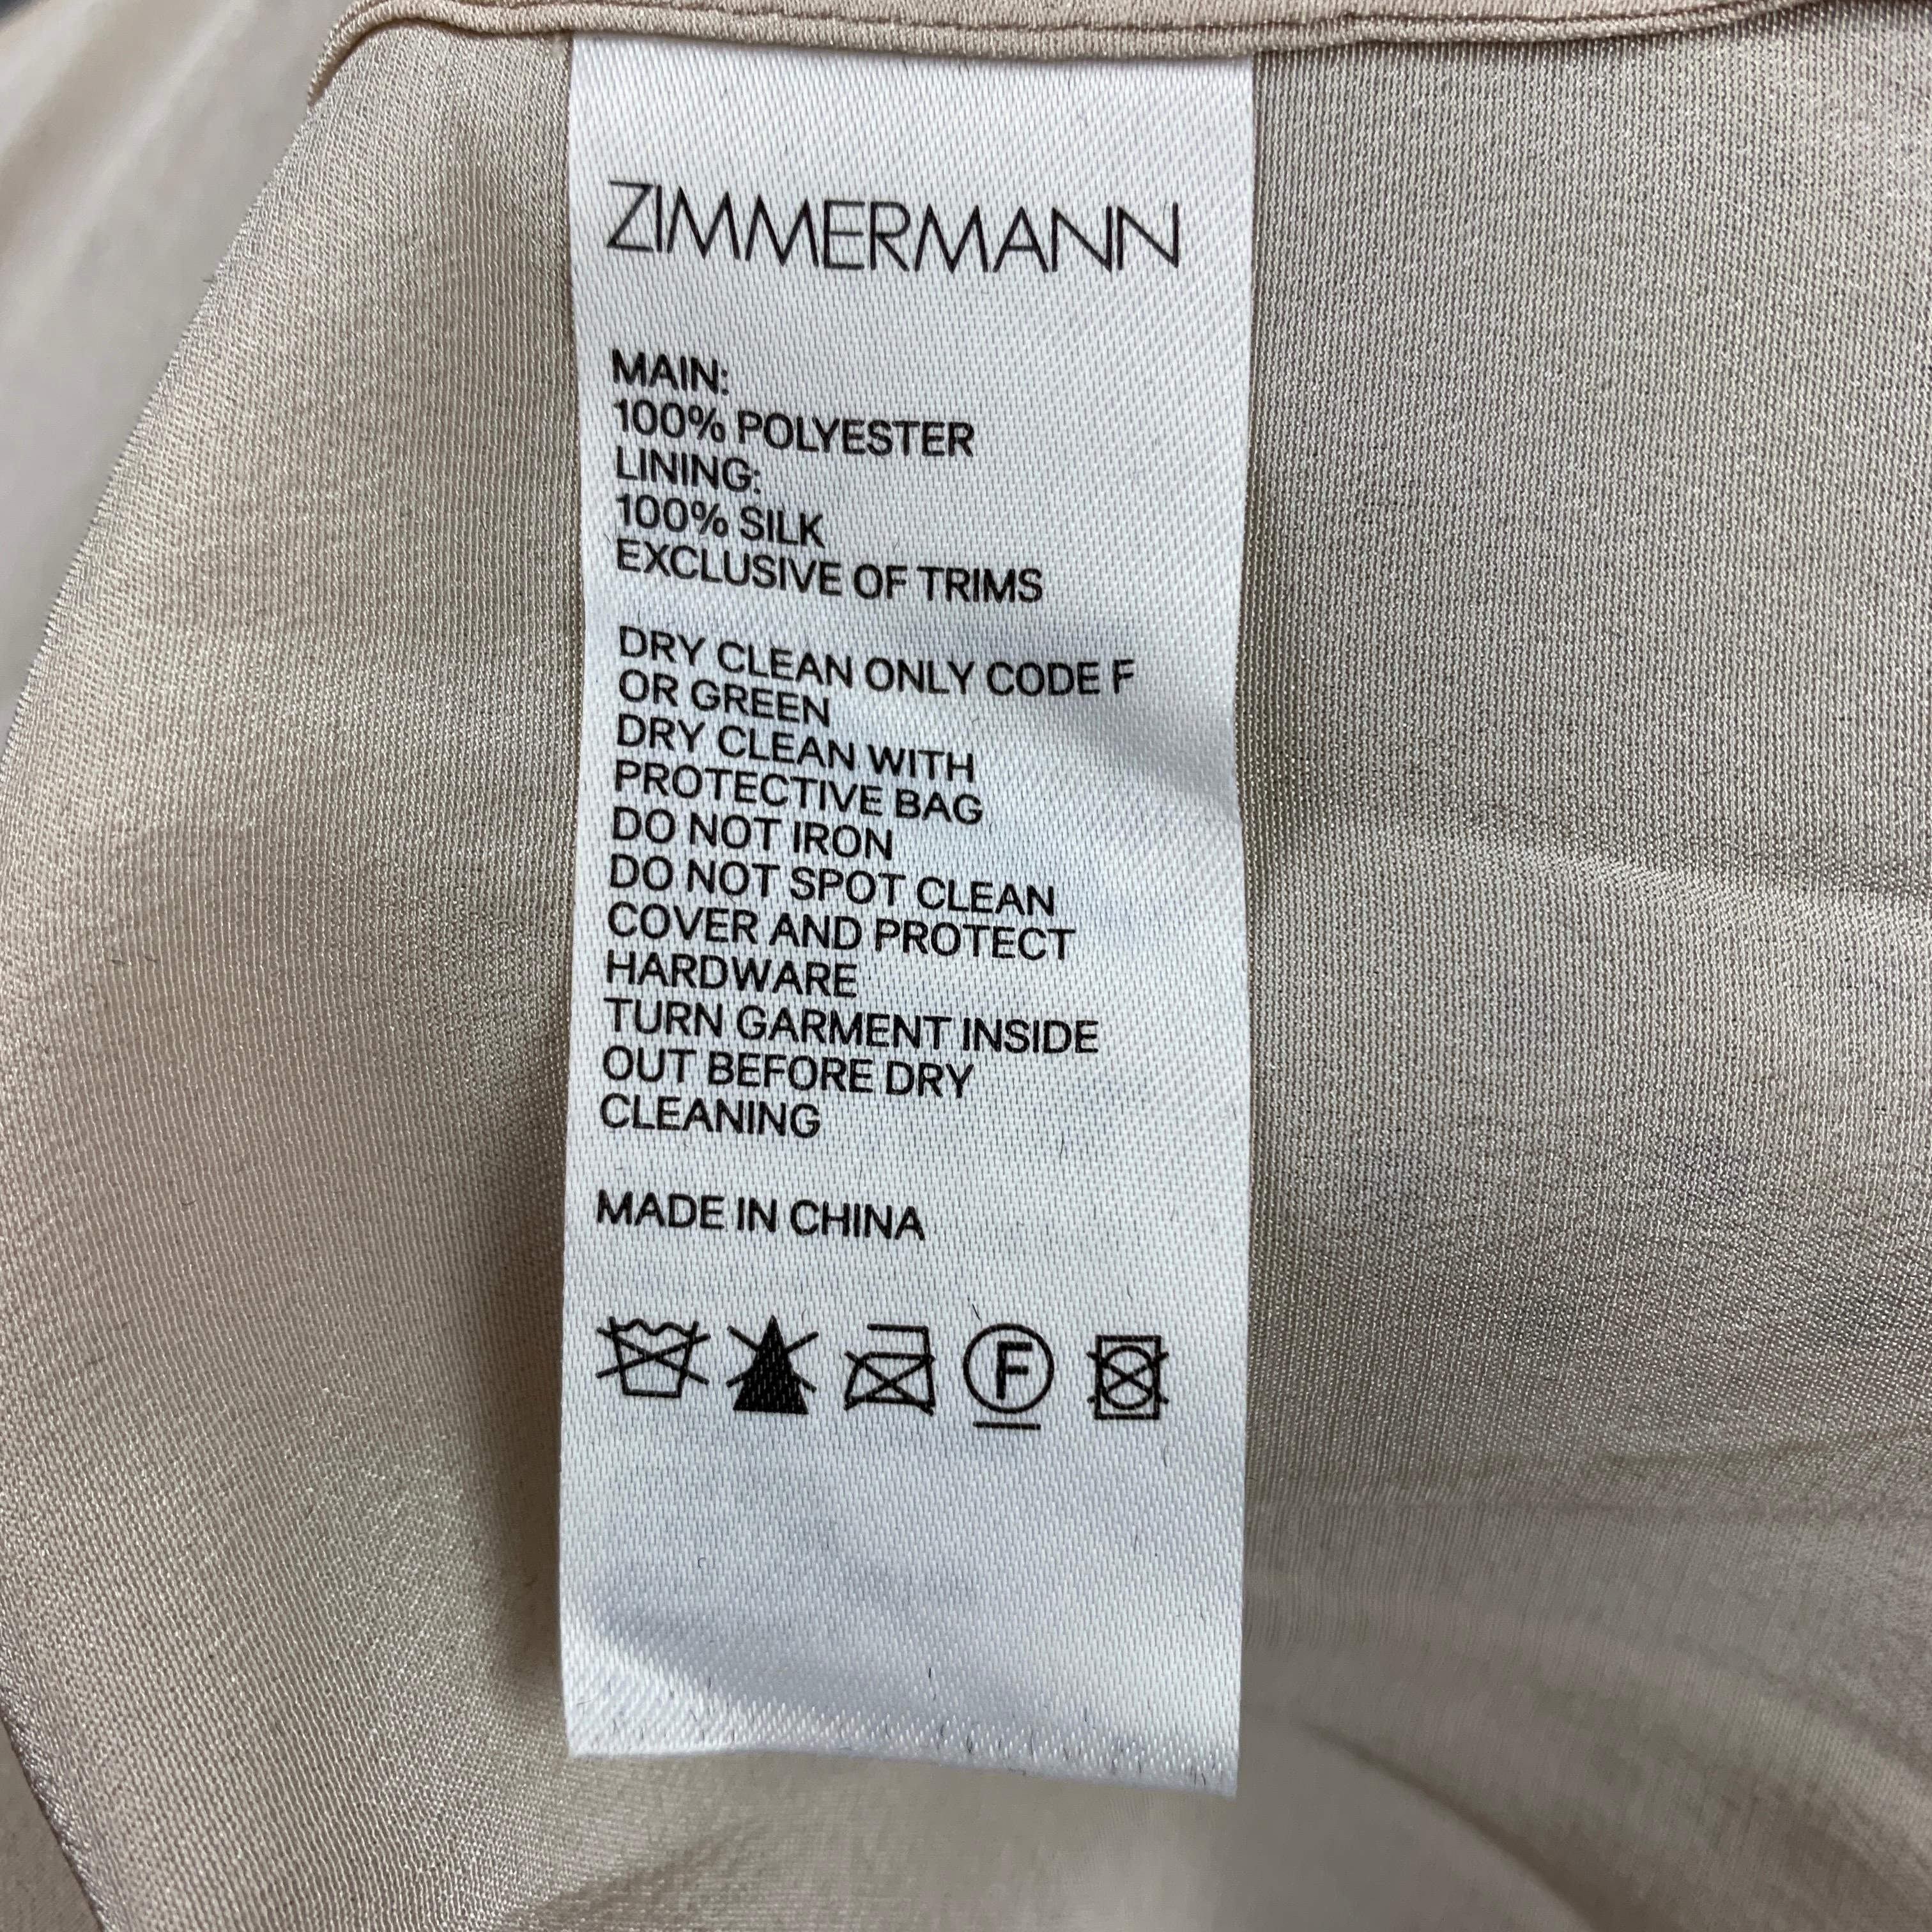 ZIMMERMANN
MAIN:
100% POLYESTER
LINING:
100% SILK
EXCLUSIVE OF TRIMS
DRY CLEAN ONLY CODE F
OR GREEN
DRY CLEAN WITH
PROTECTIVE BAG
DO NOT IRON
DO NOT SPOT CLEAN
COVER AND PROTECT
HARDWARE
TURN GARMENT INSIDE
OUT BEFORE DRY
CLEANING
MADE IN CHINA
F